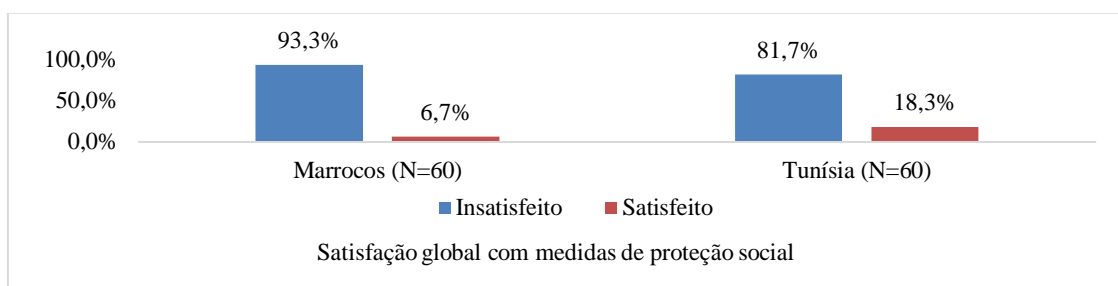 93,3%
81,7%
100,0%
50,0%
0,0%
6,7%
18,3%
Marrocos (N=60)
Tunísia (N=60)
Insatisfeito
Satisfeito
Satisfação global com medidas de proteção social